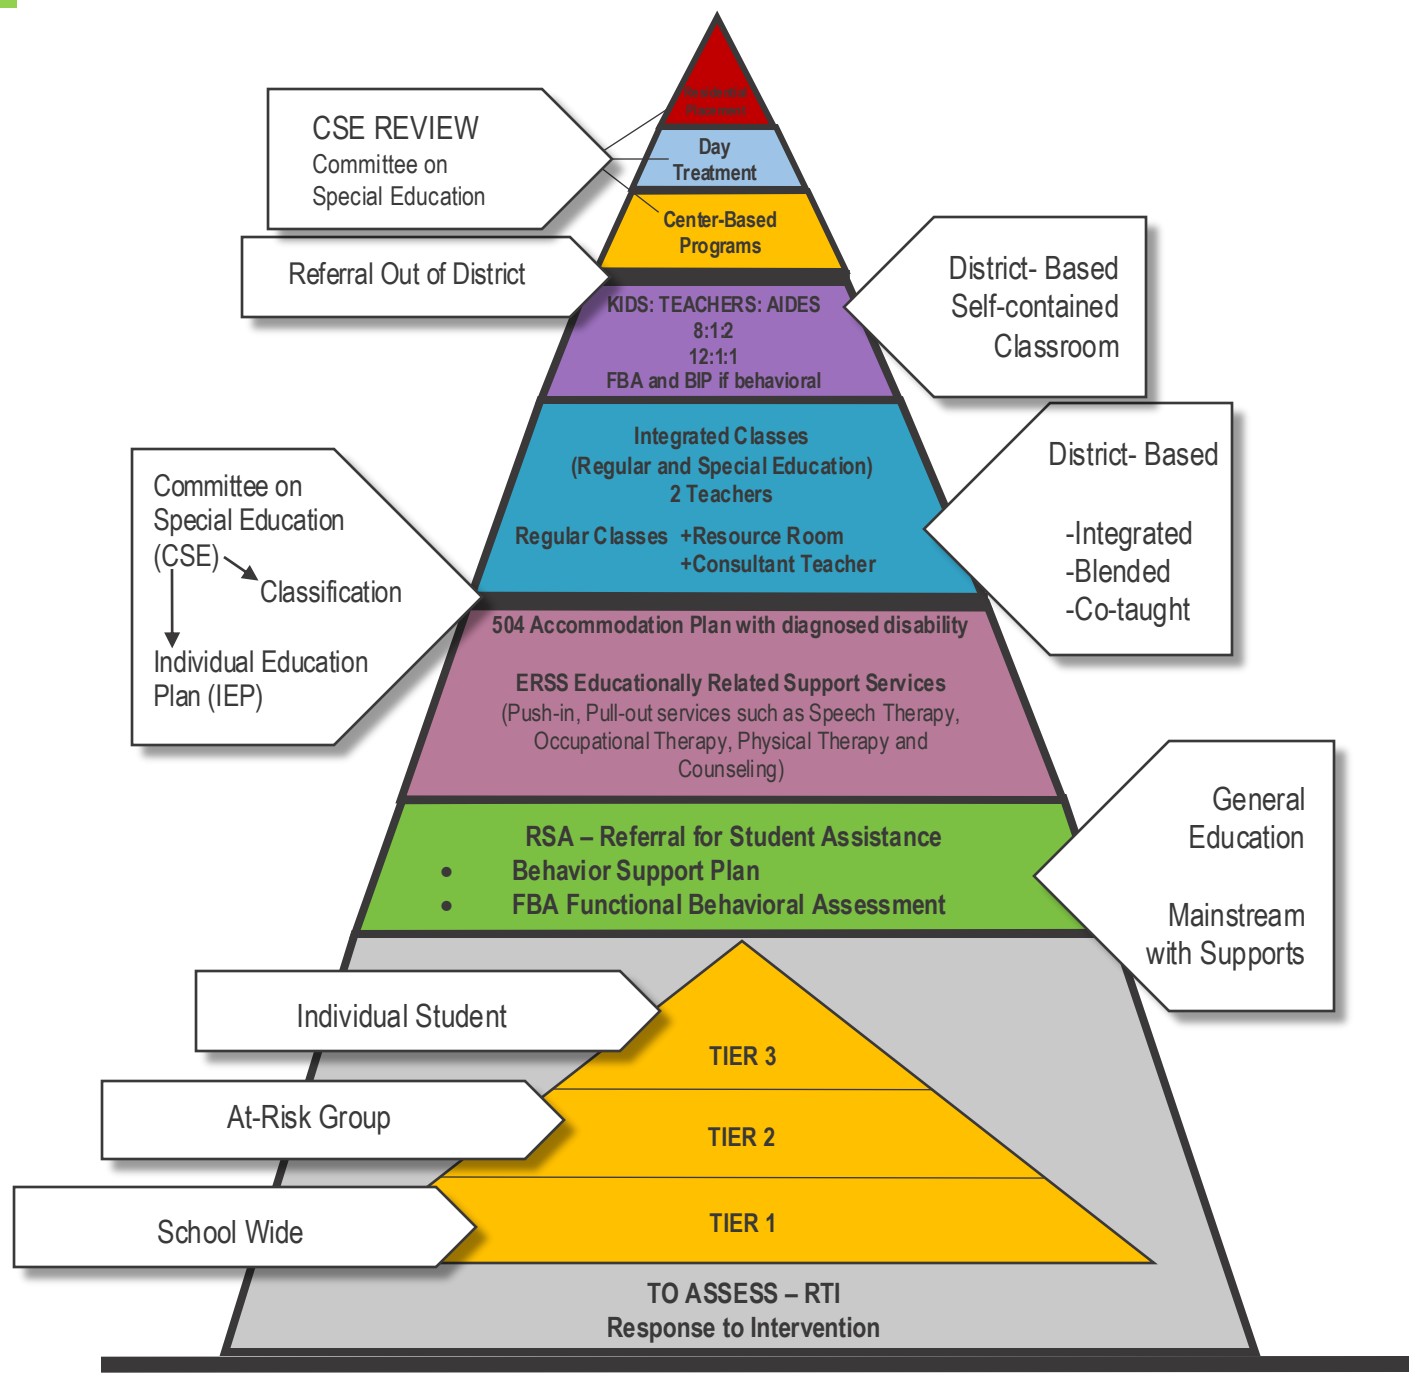 Residential
Placement
CSE REVIEW
Committee on
Special Education
Day
Treatment
Center-Based
Programs
Referral Out of District
District- Based
Self-contained
Classroom
KIDS: TEACHERS: AIDES
8:1:2
12:1:1
FBA and BIP if behavioral
Integrated Classes
(Regular and Special Education)
2 Teachers
Regular Classes +Resource Room
+Consultant Teacher
District- Based
-Integrated
-Blended
-Co-taught
Committee on
Special Education
(CSE)
Classification
Individual Education
Plan (IEP)
504 Accommodation Plan with diagnosed disability
ERSS Educationally Related Support Services
(Push-in, Pull-out services such as Speech Therapy,
Occupational Therapy, Physical Therapy and
Counseling)
RSA – Referral for Student Assistance
• Behavior Support Plan
• FBA Functional Behavioral Assessment
General
Education
Mainstream
with Supports
Individual Student
TIER 3
At-Risk Group
TIER 2
School Wide
TIER 1
TO ASSESS – RTI
Response to Intervention